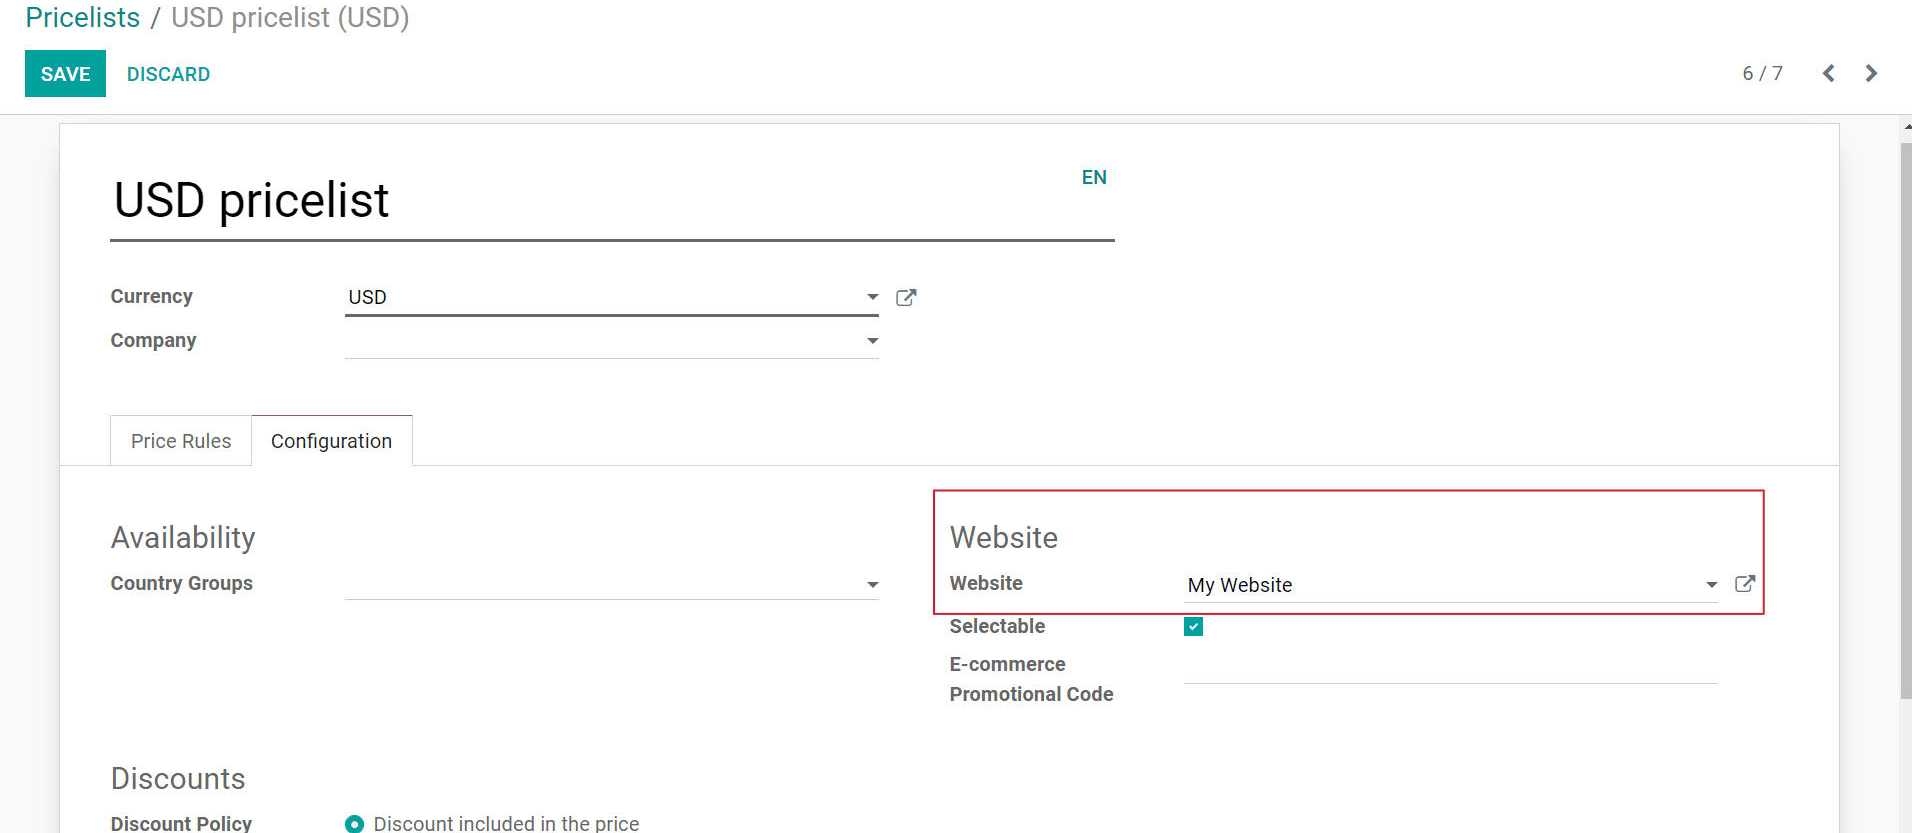 Pricelists / USD pricelist (USD)
SAVE DISCARD 6 / 7
EN
USD pricelist
Currency USD
Company
Price Rules Configuration
Availability Website
Country Groups Website My Website
Selectable
E-commerce
Promotional Code
Discounts
Discount Policy Discount included in the price